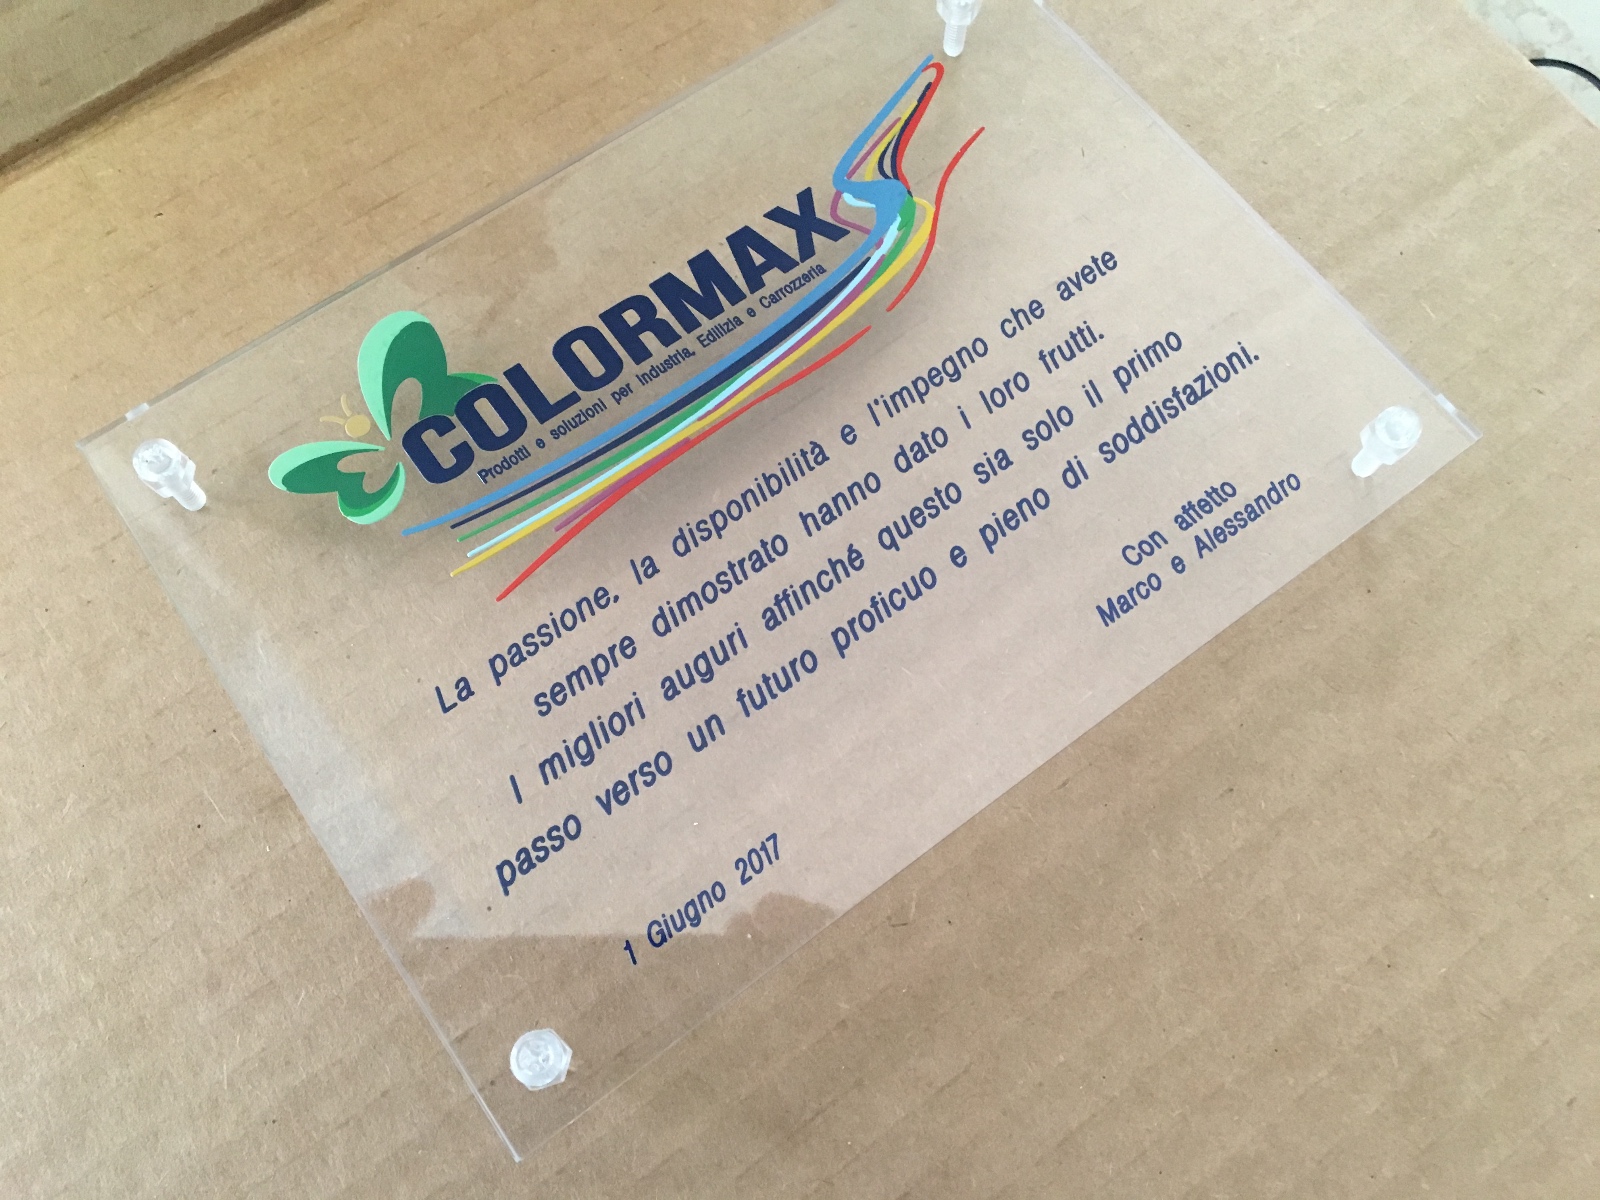 COLORMAX
Prodotti e soluzioni per Industria, Edilizia e Carrozzeria
La passione, la disponibilità e l'impegno che avete
sempre dimostrato hanno dato i loro frutti.
I migliori auguri affinché questo sia solo il primo
passo verso un futuro proficuo e pieno di soddisfazioni.
Con affetto
Marco e Alessandro
1 Giugno 2017